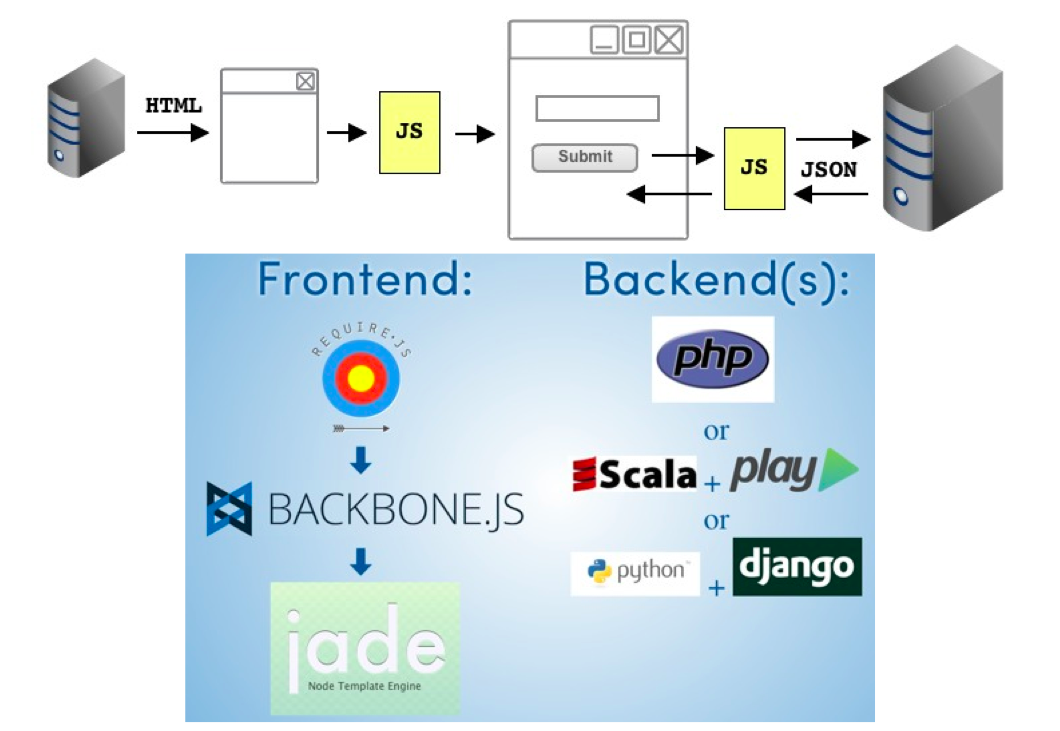 HTML
JS
Submit
JS
JSON
Frontend:
REQUIRE.JS
BACKBONE.JS
jade
Node Template Engine
Backend(s):
php
or
Scala + play
or
python™ + django